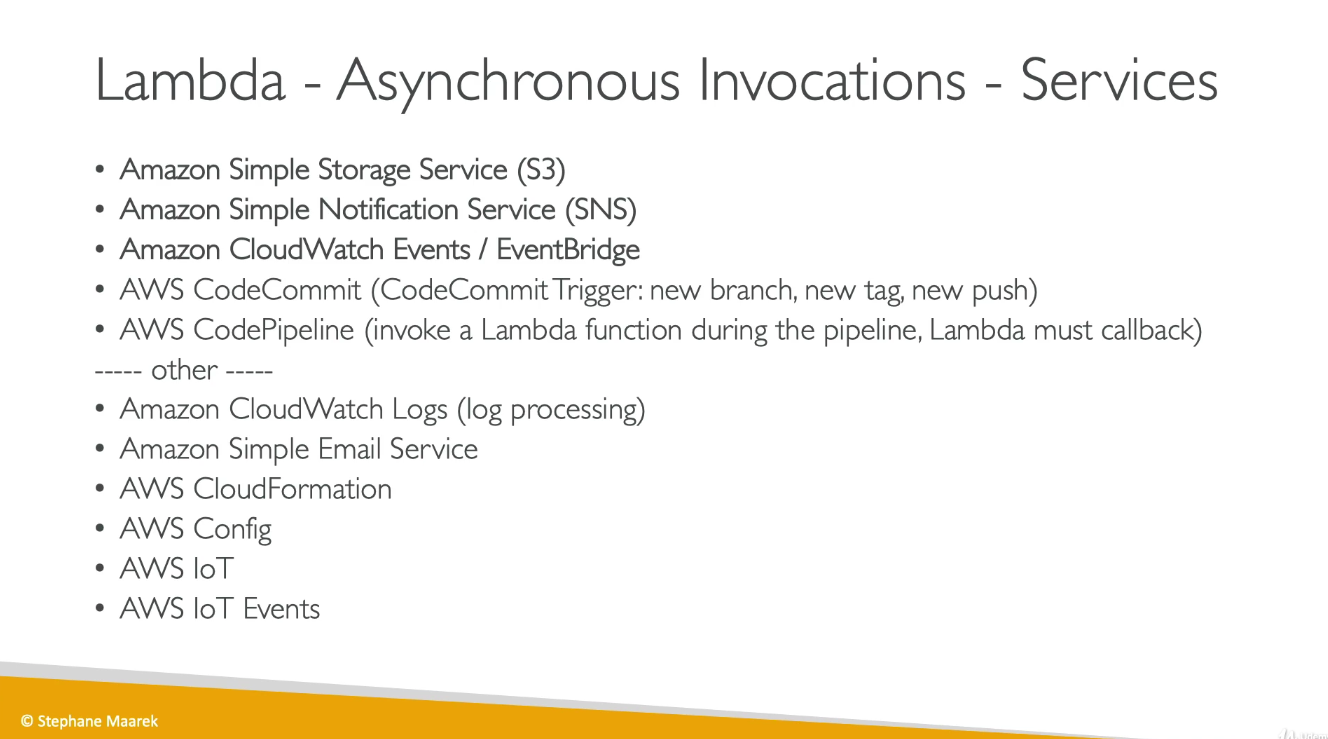 Lambda - Asynchronous Invocations - Services
• Amazon Simple Storage Service (S3)
• Amazon Simple Notification Service (SNS)
• Amazon CloudWatch Events / EventBridge
• AWS CodeCommit (CodeCommit Trigger: new branch, new tag, new push)
• AWS CodePipeline (invoke a Lambda function during the pipeline, Lambda must callback)
----- other -----
• Amazon CloudWatch Logs (log processing)
• Amazon Simple Email Service
• AWS CloudFormation
• AWS Config
• AWS IoT
• AWS IoT Events
© Stephane Maarek